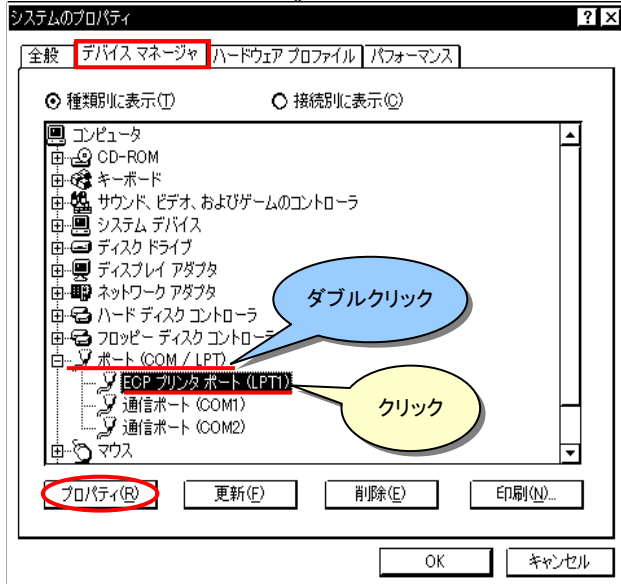 システムのプロパティ
全般 デバイス マネージャ ハードウェア プロファイル パフォーマンス
種類別に表示(T) 接続別に表示(C)
コンピュータ
CD-ROM
キーボード
サウンド、ビデオ、およびゲームのコントローラ
システム デバイス
ディスク ドライブ
ディスプレイ アダプタ
ネットワーク アダプタ
ダブルクリック
ハード ディスク コントローラ
フロッピー ディスク コントローラ
ポート (COM / LPT)
ECP プリンタ ポート (LPT1)
クリック
通信ポート (COM1)
通信ポート (COM2)
マウス
プロパティ(R) 更新(F) 削除(E) 印刷(N)...
OK キャンセル